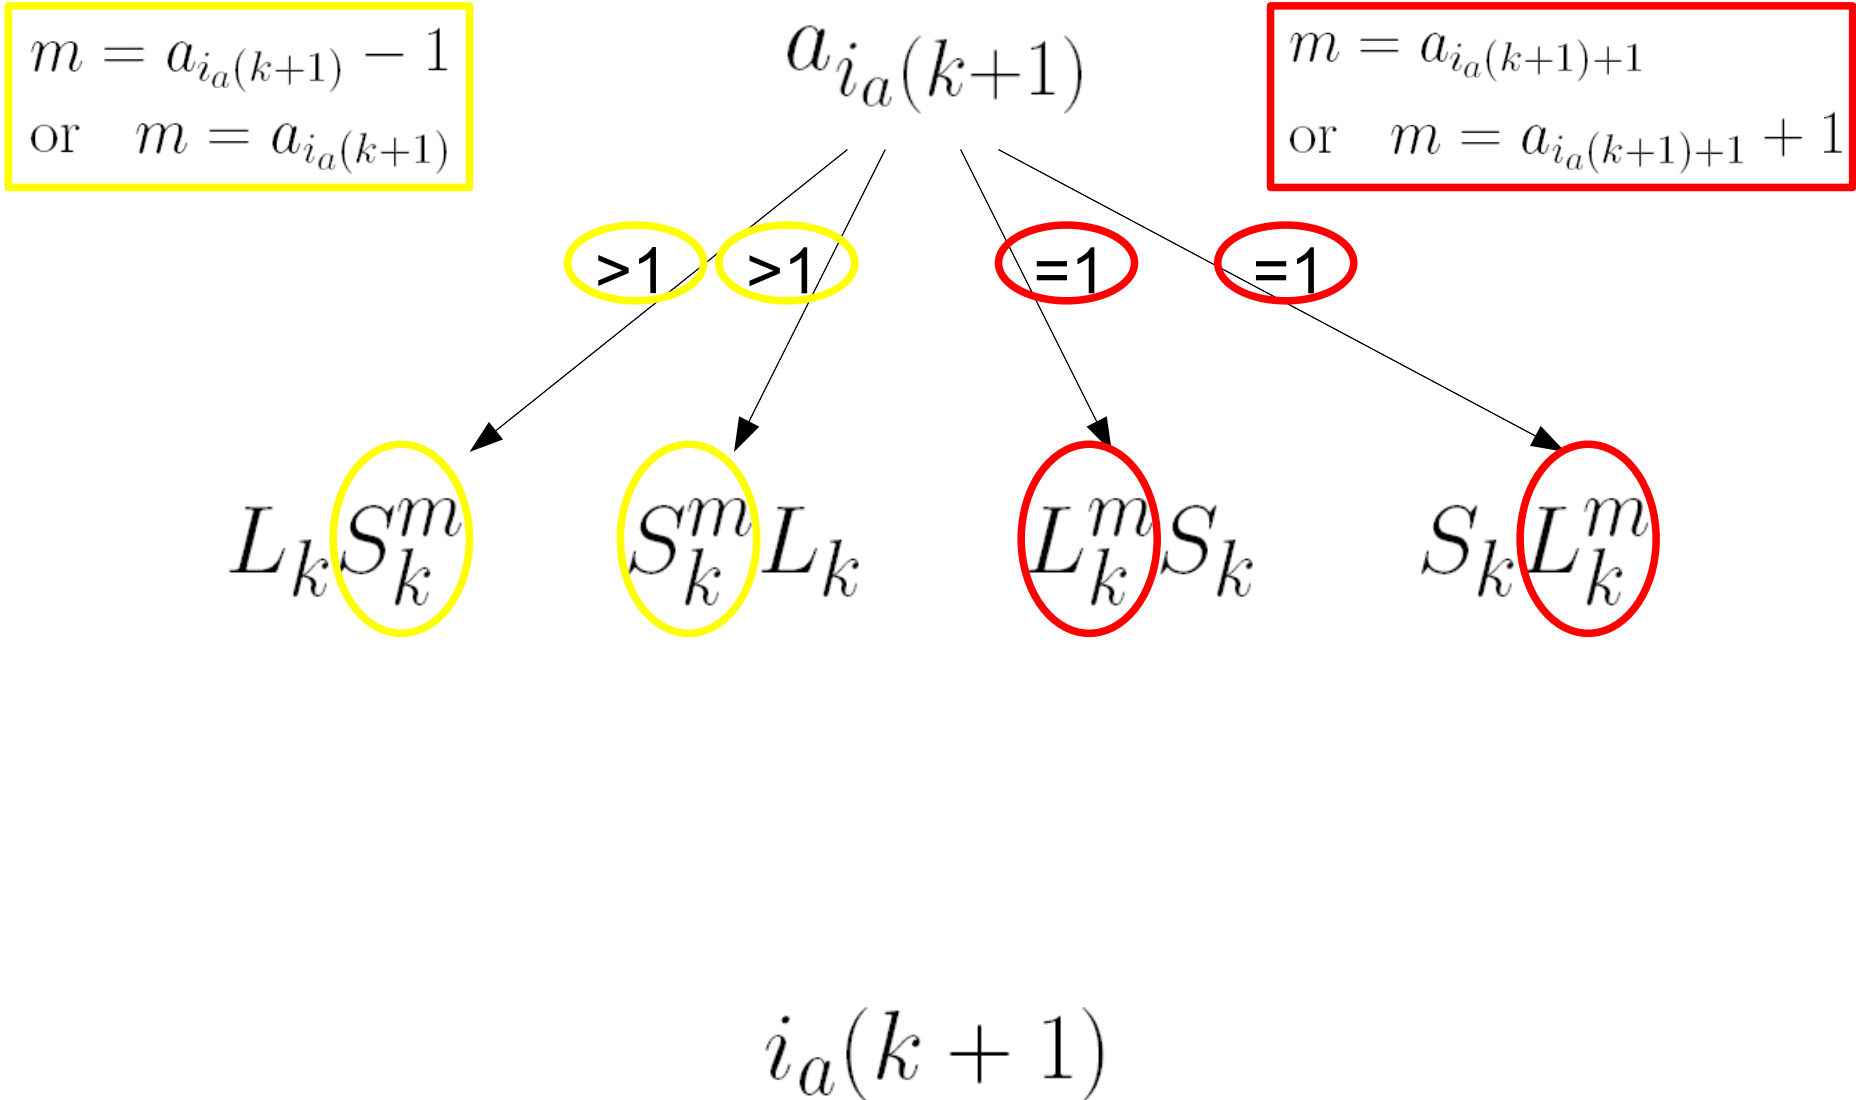 m = a_{i_a(k+1)} − 1
or m = a_{i_a(k+1)}
a_{i_a(k+1)}
m = a_{i_a(k+1)+1}
or m = a_{i_a(k+1)+1} + 1
>1 >1 =1 =1
L_k S_k^m S_k^m L_k L_k^m S_k S_k L_k^m
i_a(k + 1)